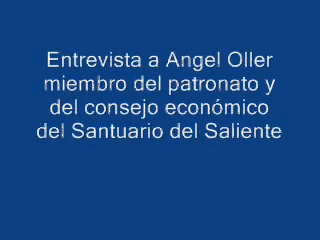 Entrevista a Angel Oller
miembro del patronato y
del consejo económico
del Santuario del Saliente